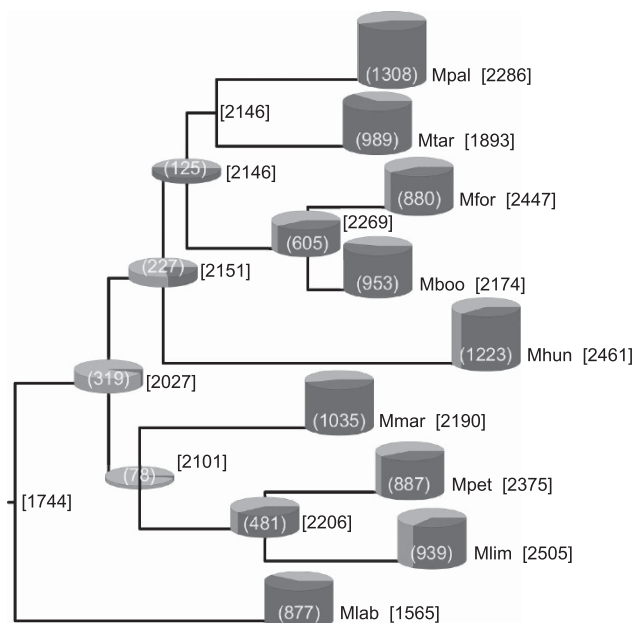 (1308) Mpal [2286]
[2146]
(989) Mtar [1893]
(125) [2146]
(880) Mfor [2447]
(605) [2269]
(953) Mboo [2174]
(227) [2151]
(1223) Mhun [2461]
(319) [2027]
(1035) Mmar [2190]
(78) [2101]
(887) Mpet [2375]
[1744]
(481) [2206]
(939) Mlim [2505]
(877) Mlab [1565]